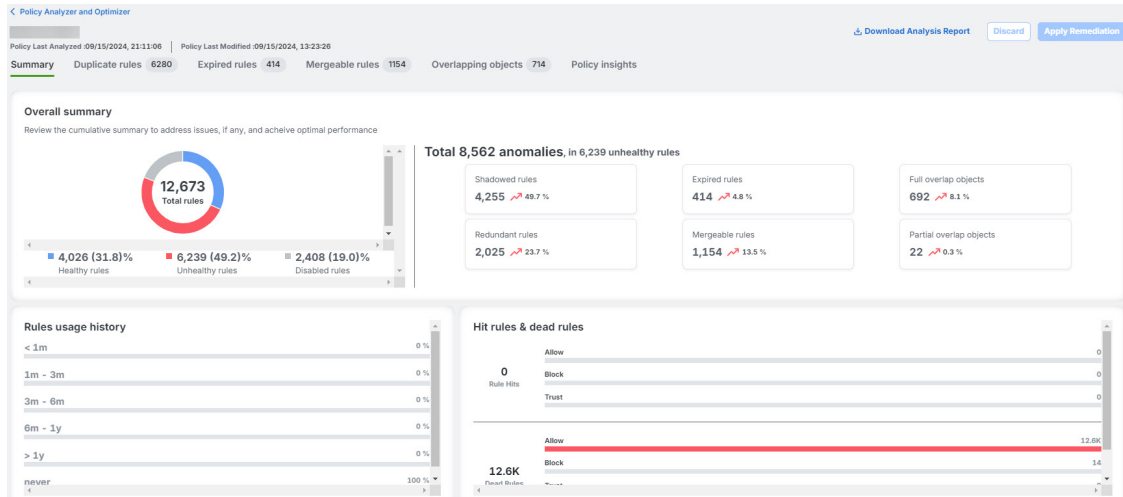 Policy Analyzer and Optimizer
Download Analysis Report
Discard
Apply Remediation
Policy Last Analyzed :09/15/2024, 21:11:06
Policy Last Modified :09/15/2024, 13:23:26
Summary
Duplicate rules 6280
Expired rules 414
Mergeable rules 1154
Overlapping objects 714
Policy insights
Overall summary
Review the cumulative summary to address issues, if any, and acheive optimal performance
12,673
Total rules
4,026 (31.8)%
Healthy rules
6,239 (49.2)%
Unhealthy rules
2,408 (19.0)%
Disabled rules
Total 8,562 anomalies, in 6,239 unhealthy rules
Shadowed rules
4,255 49.7 %
Expired rules
414 4.8 %
Full overlap objects
692 8.1 %
Redundant rules
2,025 23.7 %
Mergeable rules
1,154 13.5 %
Partial overlap objects
22 0.3 %
Rules usage history
< 1m 0 %
1m - 3m 0 %
3m - 6m 0 %
6m - 1y 0 %
> 1y 0 %
never 100 %
Hit rules & dead rules
0
Rule Hits
Allow 0
Block 0
Trust 0
12.6K
Dead Rules
Allow 12.6K
Block 14